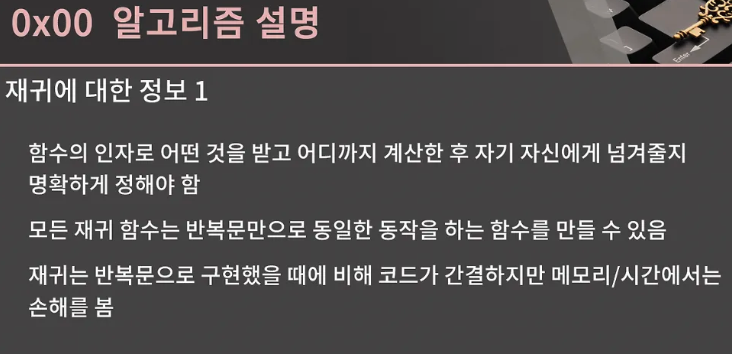 0x00 알고리즘 설명
재귀에 대한 정보 1
함수의 인자로 어떤 것을 받고 어디까지 계산한 후 자기 자신에게 넘겨줄지
명확하게 정해야 함
모든 재귀 함수는 반복문만으로 동일한 동작을 하는 함수를 만들 수 있음
재귀는 반복문으로 구현했을 때에 비해 코드가 간결하지만 메모리/시간에서는
손해를 봄
Enter